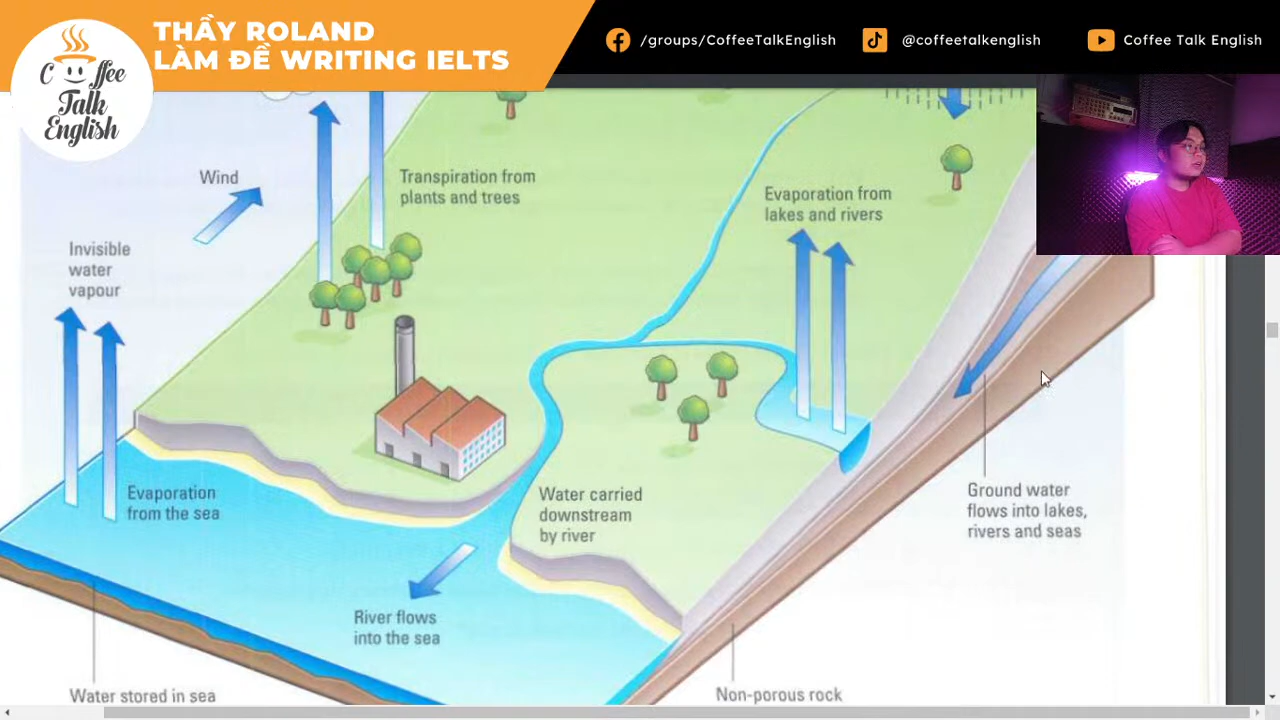 THẦY ROLAND
LÀM ĐỀ WRITING IELTS
/groups/CoffeeTalkEnglish
@coffeetalkenglish
Coffee Talk English
Coffee
Talk
English
Wind
Transpiration from
plants and trees
Evaporation from
lakes and rivers
Invisible
water
vapour
Evaporation
from the sea
Water carried
downstream
by river
Ground water
flows into lakes,
rivers and seas
River flows
into the sea
Water stored in sea
Non-porous rock